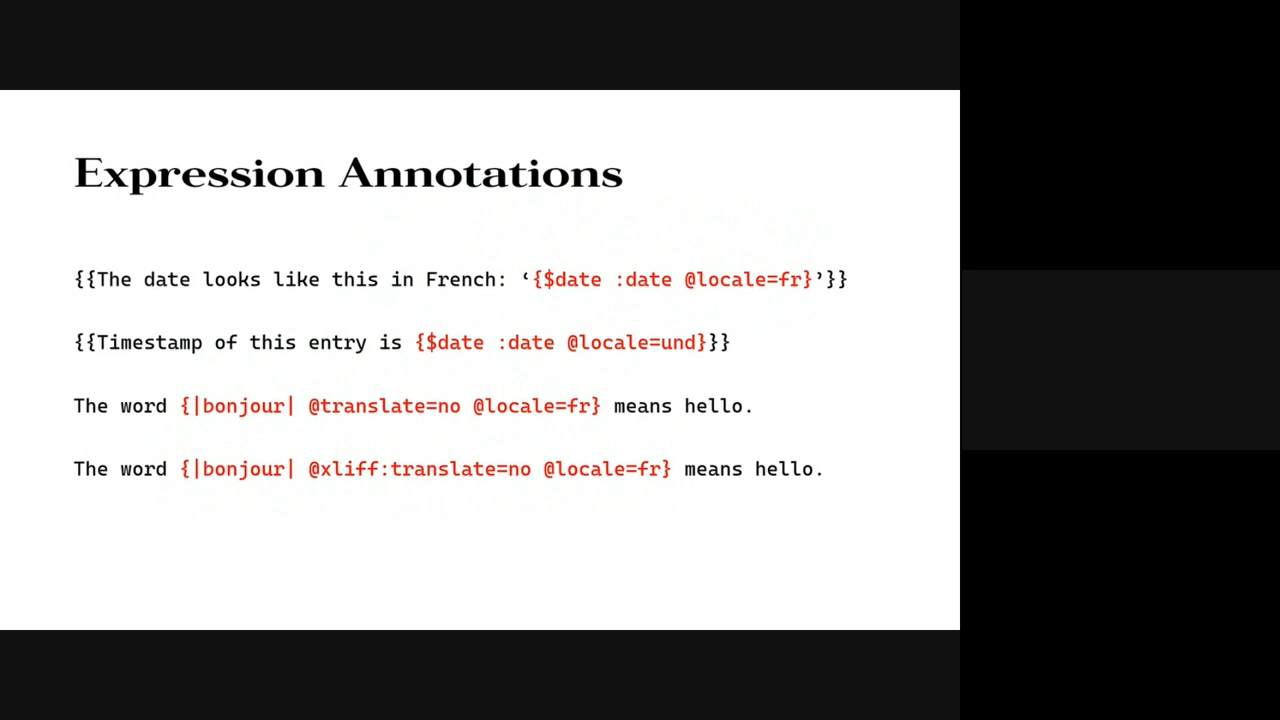 Expression Annotations
{{The date looks like this in French: ‘{$date :date @locale=fr}’}}
{{Timestamp of this entry is {$date :date @locale=und}}}
The word {|bonjour| @translate=no @locale=fr} means hello.
The word {|bonjour| @xliff:translate=no @locale=fr} means hello.